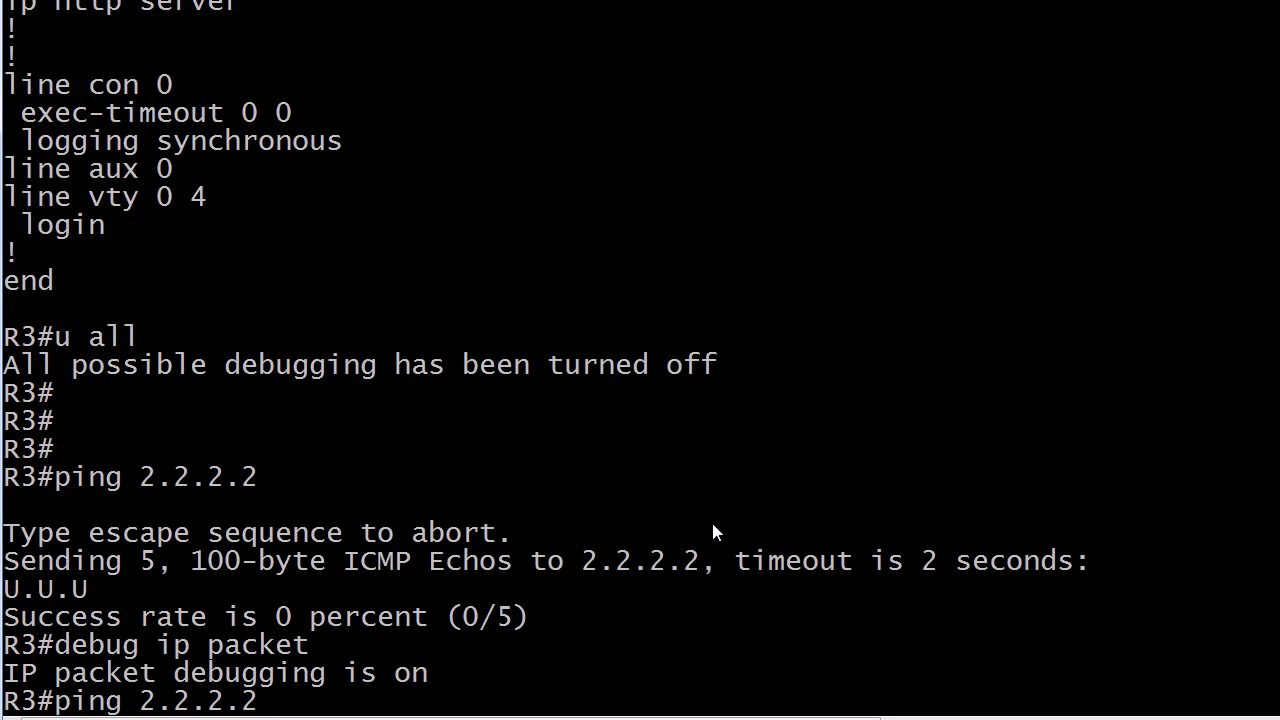 ip http server
!
!
line con 0
 exec-timeout 0 0
 logging synchronous
line aux 0
line vty 0 4
 login
!
end
R3#u all
All possible debugging has been turned off
R3#
R3#
R3#
R3#ping 2.2.2.2
Type escape sequence to abort.
Sending 5, 100-byte ICMP Echos to 2.2.2.2, timeout is 2 seconds:
U.U.U
Success rate is 0 percent (0/5)
R3#debug ip packet
IP packet debugging is on
R3#ping 2.2.2.2